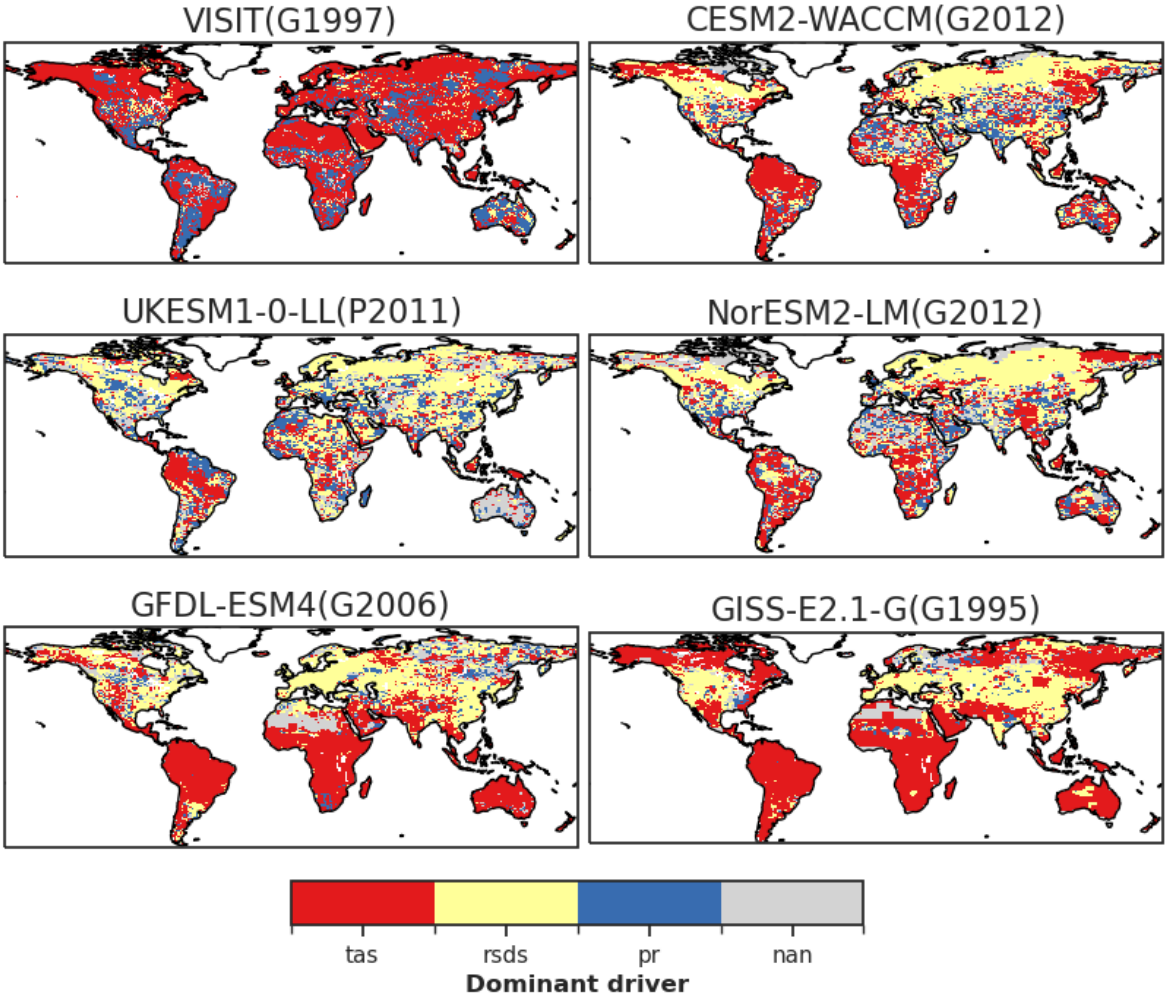 VISIT(G1997)
CESM2-WACCM(G2012)
UKESM1-0-LL(P2011)
NorESM2-LM(G2012)
GFDL-ESM4(G2006)
GISS-E2.1-G(G1995)
tas rsds pr nan
Dominant driver